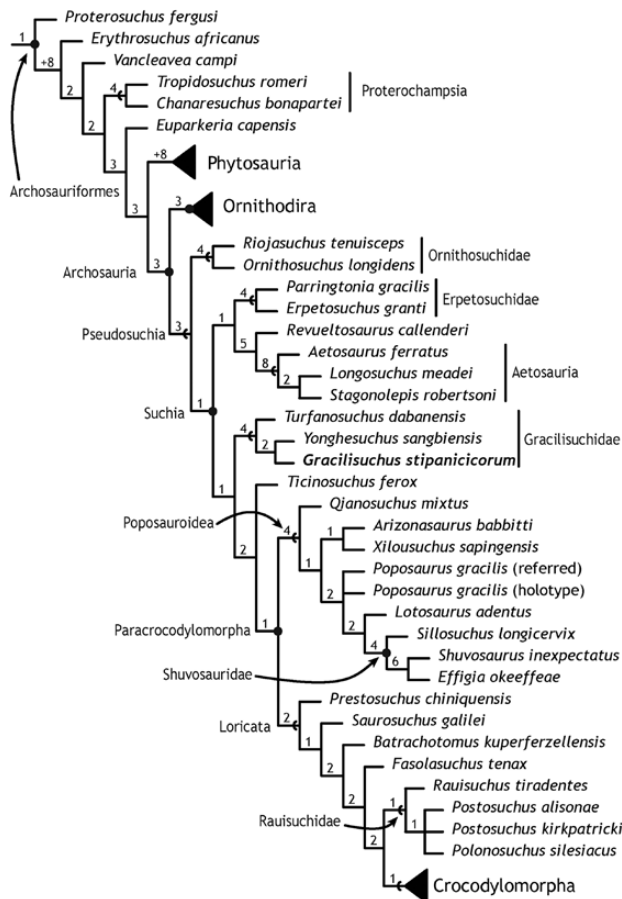 Proterosuchus fergusi
1
Erythrosuchus africanus
+8
Vancleavea campi
2
Tropidosuchus romeri
4
Proterochampsia
2
Chanaresuchus bonapartei
Euparkeria capensis
3
+8
Phytosauria
Archosauriformes
3
3
Ornithodira
Riojasuchus tenuisceps
4
Ornithosuchidae
Archosauria
3
Ornithosuchus longidens
Parringtonia gracilis
4
Erpetosuchidae
Erpetosuchus granti
1
Pseudosuchia
3
Revueltosaurus callenderi
5
Aetosaurus ferratus
8
Longosuchus meadei
Aetosauria
2
Stagonolepis robertsoni
Suchia
1
Turfanosuchus dabanensis
4
Yonghesuchus sangbiensis
Gracilisuchidae
2
Gracilisuchus stipanicicorum
1
Ticinosuchus ferox
Qianosuchus mixtus
Poposauroidea
4
Arizonasaurus babbitti
1
Xilousuchus sapingensis
2
1
Poposaurus gracilis (referred)
Poposaurus gracilis (holotype)
2
Lotosaurus adentus
2
Paracrocodylomorpha
1
Sillosuchus longicervix
4
Shuvosaurus inexpectatus
6
Shuvosauridae
Effigia okeeffeae
Prestosuchus chiniquensis
Loricata
2
Saurosuchus galilei
1
Batrachotomus kuperferzellensis
2
Fasolasuchus tenax
Rauisuchus tiradentes
2
1
Postosuchus alisonae
Rauisuchidae
1
Postosuchus kirkpatricki
2
Polonosuchus silesiacus
1
Crocodylomorpha